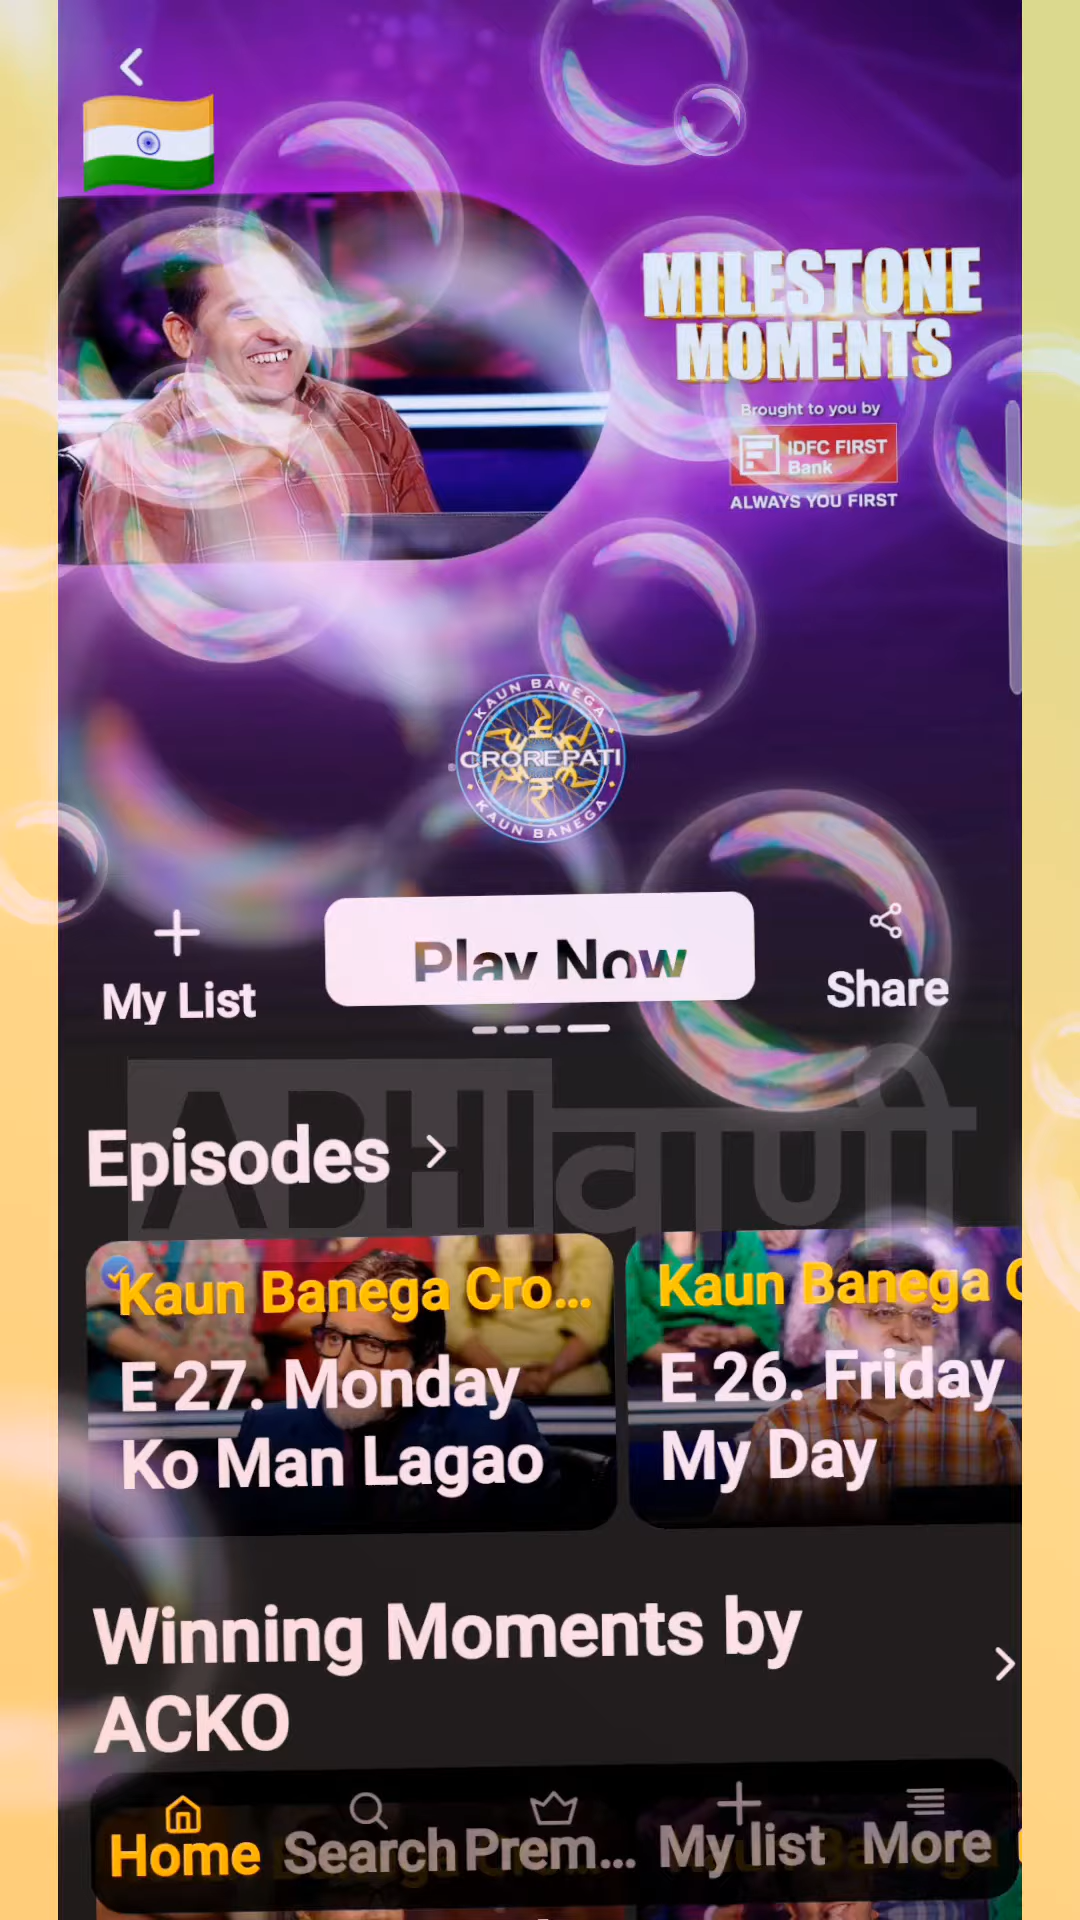 MILESTONE
MOMENTS
Brought to you by
IDFC FIRST
Bank
ALWAYS YOU FIRST
KAUN BANEGA
CROREPATI
KAUN BANEGA
My List
Play Now
Share
ABHIवाणी
Episodes
Kaun Banega Cro...
E 27. Monday
Ko Man Lagao
Kaun Banega C
E 26. Friday
My Day
Winning Moments by
ACKO
Home
Search
Prem...
My list
More